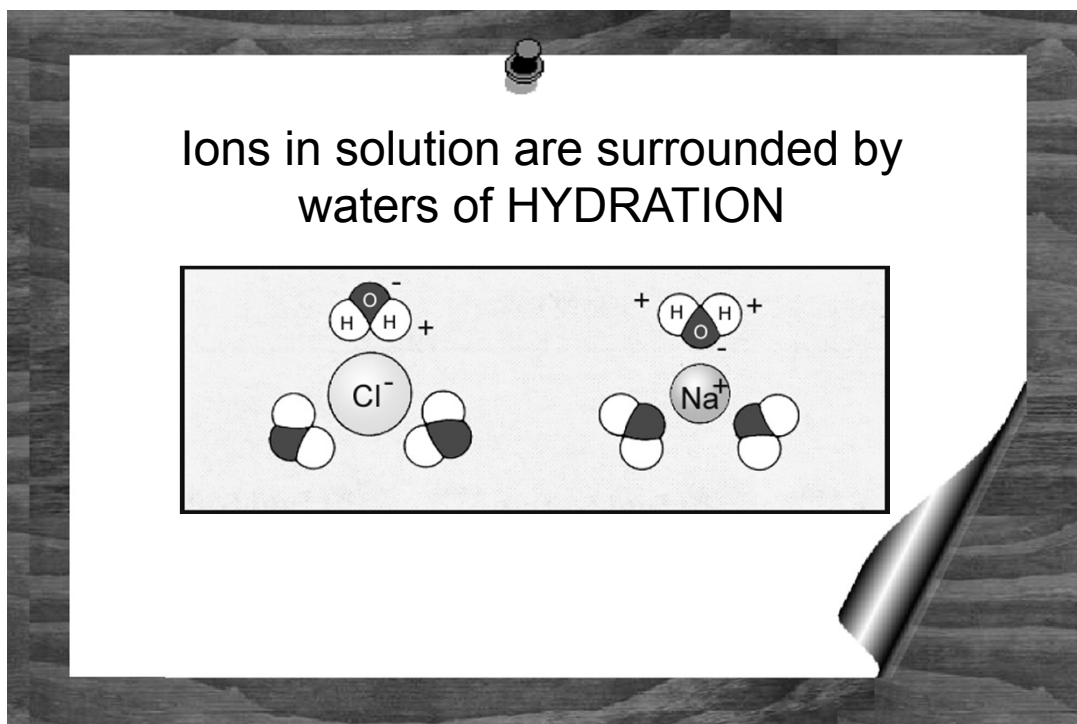 Ions in solution are surrounded by
waters of HYDRATION
O -
H H +
Cl-
+ H H +
O
-
Na+